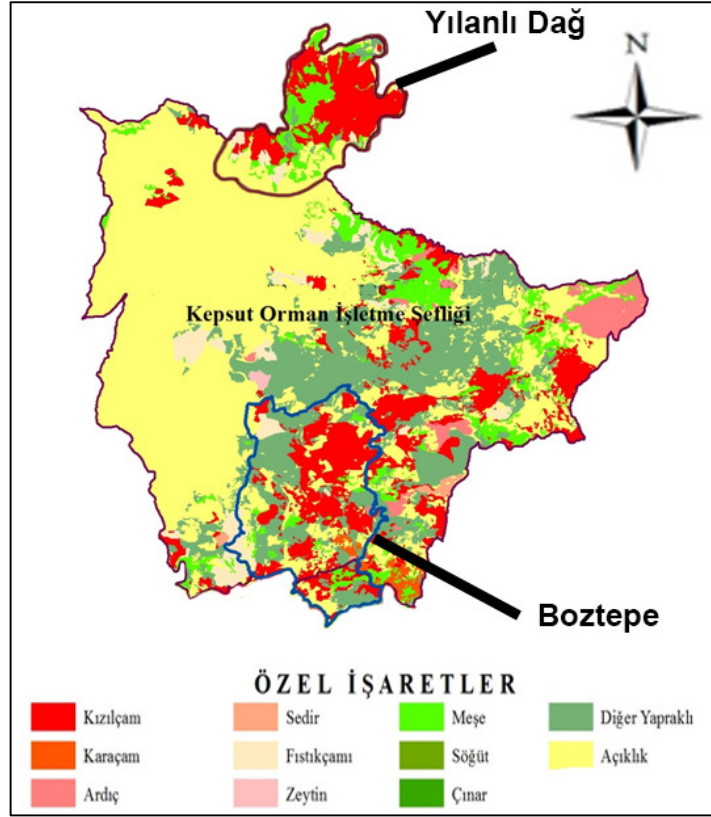 Yılanlı Dağ
N
Kepsut Orman İşletme Şefliği
Boztepe
ÖZEL İŞARETLER
Kızılçam
Sedir
Meşe
Diğer Yapraklı
Karaçam
Fıstıkçamı
Söğüt
Açıklık
Ardıç
Zeytin
Çınar